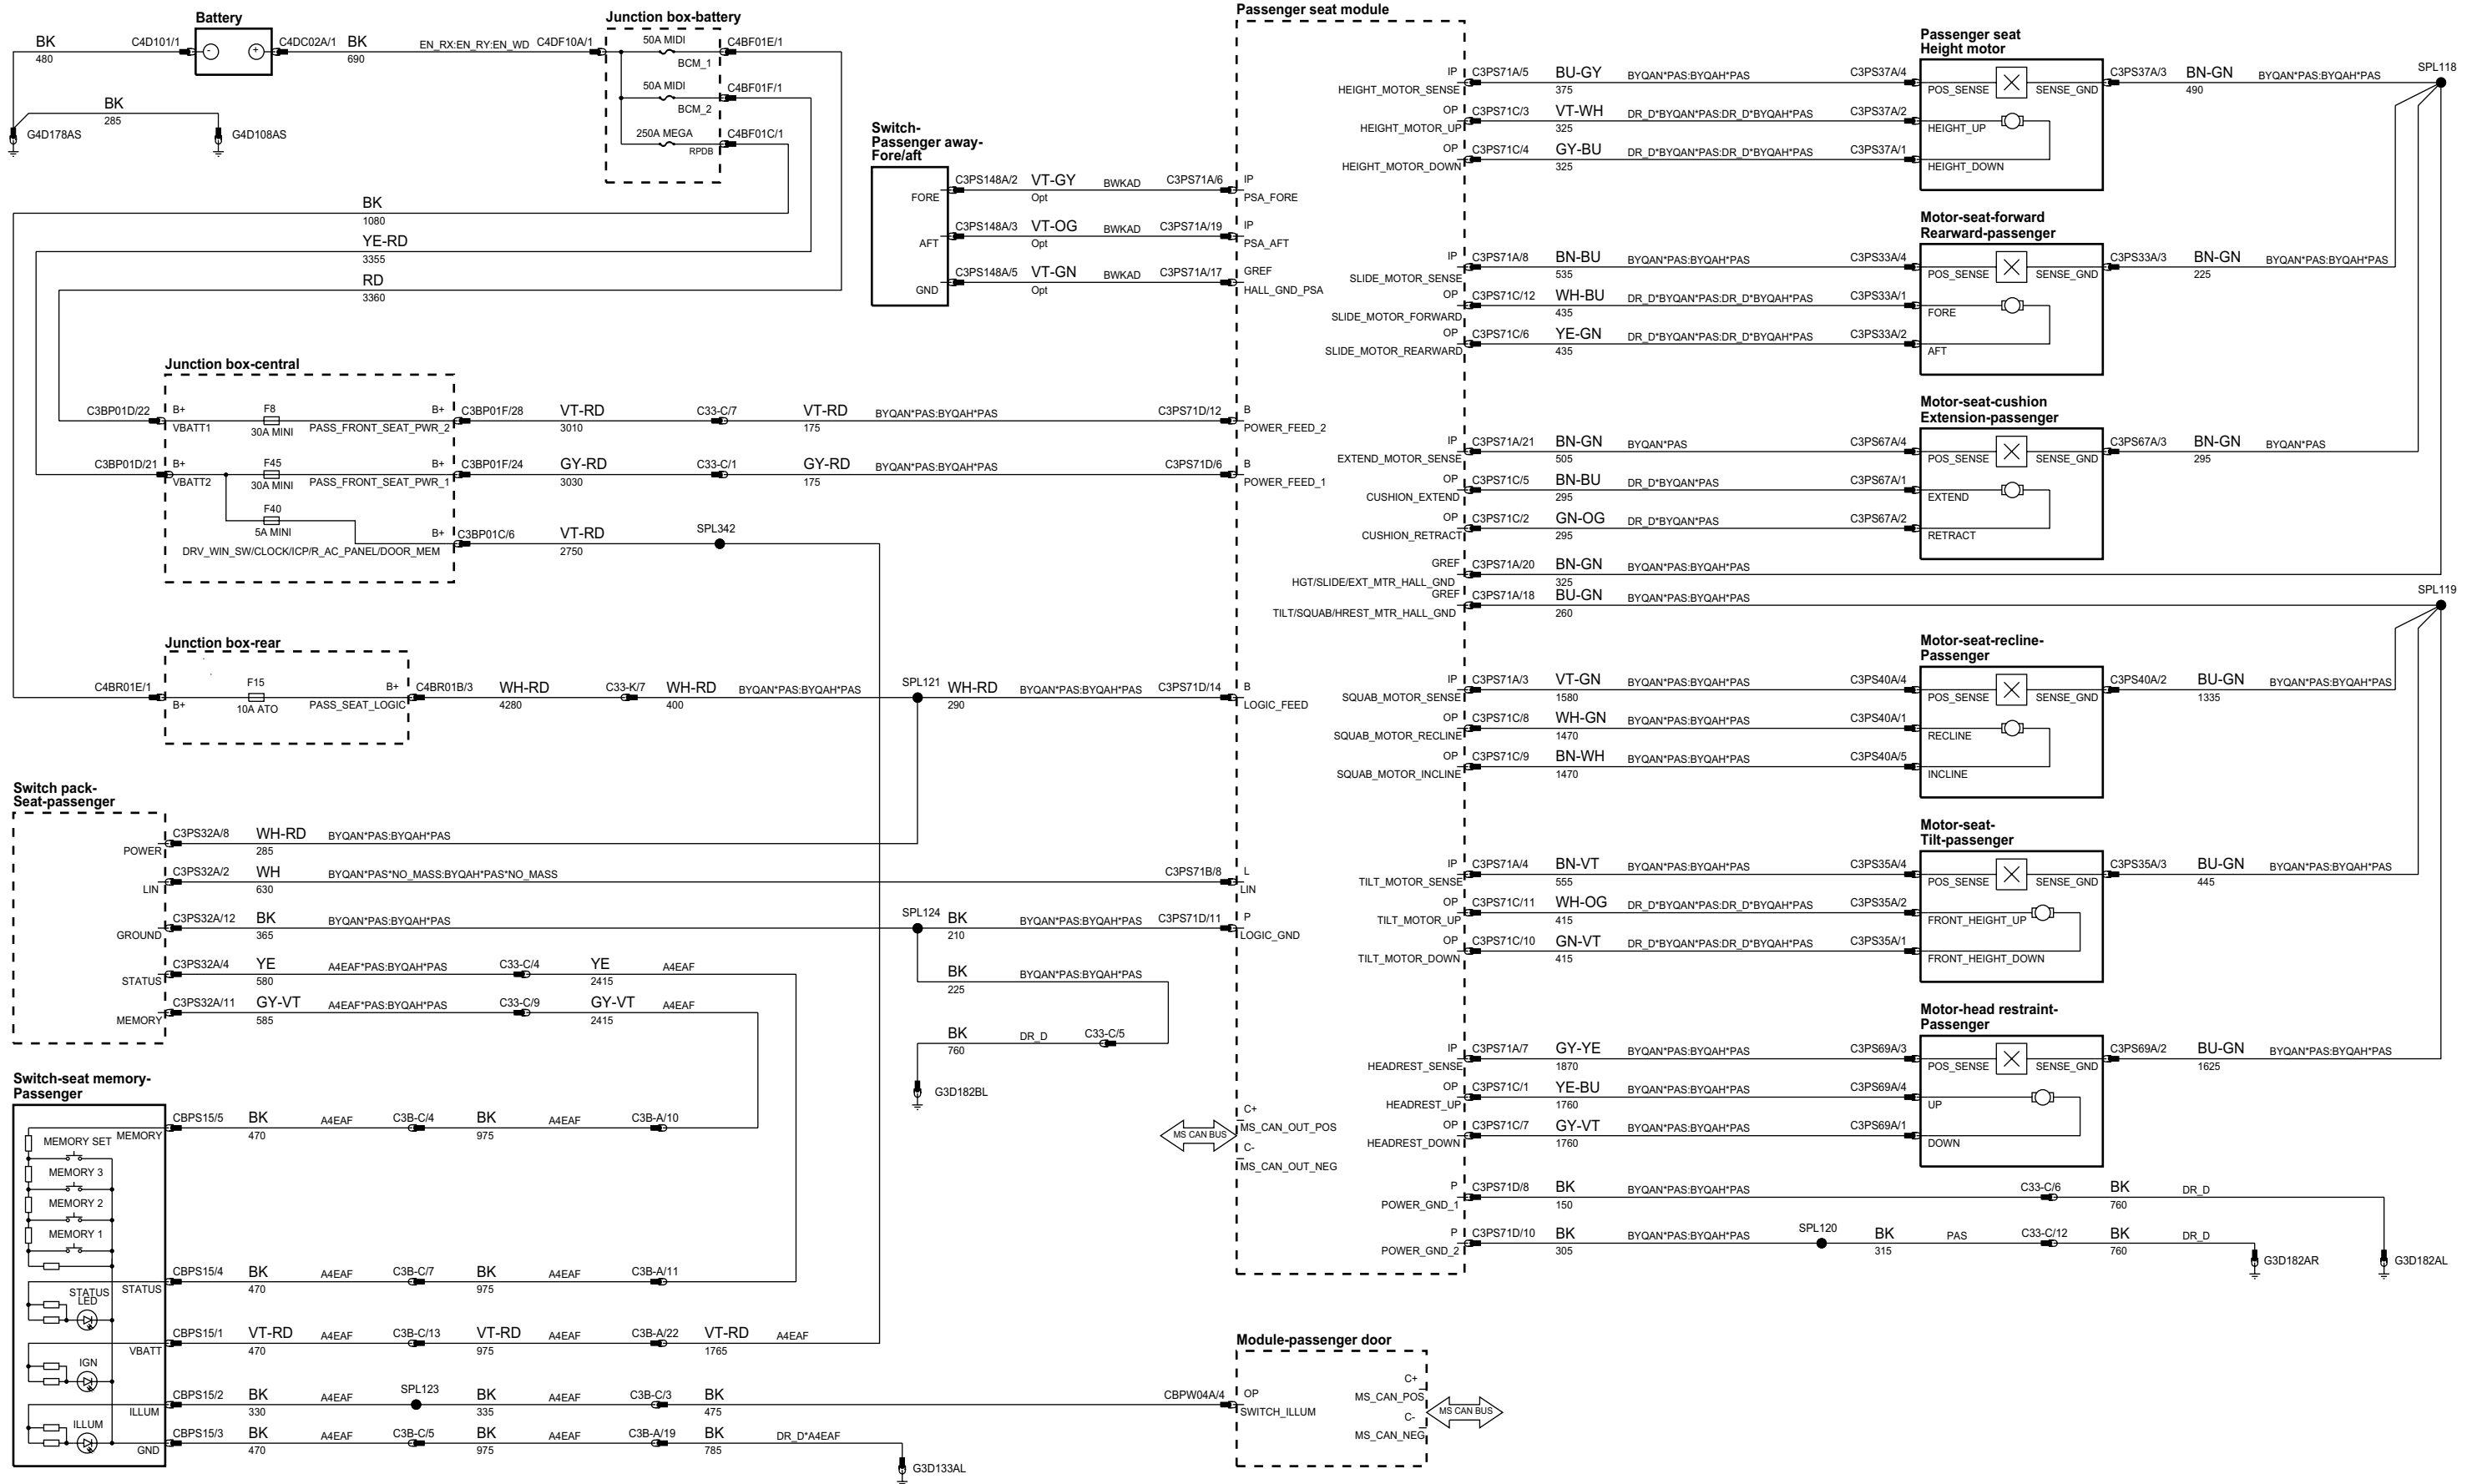 Battery
BK
480
C4D101/1
-
+
C4DC02A/1
BK
690
EN_RX:EN_RY:EN_WD
C4DF10A/1
BK
285
G4D178AS
G4D108AS
Junction box-battery
50A MIDI
BCM_1
C4BF01E/1
50A MIDI
BCM_2
C4BF01F/1
250A MEGA
RPDB
C4BF01C/1
BK
1080
YE-RD
3355
RD
3360
Switch-
Passenger away-
Fore/aft
FORE
C3PS148A/2
VT-GY
Opt
BWKAD
C3PS71A/6
AFT
C3PS148A/3
VT-OG
Opt
BWKAD
C3PS71A/19
GND
C3PS148A/5
VT-GN
Opt
BWKAD
C3PS71A/17
Junction box-central
C3BP01D/22
B+
VBATT1
F8
30A MINI
B+
PASS_FRONT_SEAT_PWR_2
C3BP01F/28
VT-RD
3010
C33-C/7
VT-RD
175
BYQAN*PAS:BYQAH*PAS
C3PS71D/12
C3BP01D/21
B+
VBATT2
F45
30A MINI
B+
PASS_FRONT_SEAT_PWR_1
C3BP01F/24
GY-RD
3030
C33-C/1
GY-RD
175
BYQAN*PAS:BYQAH*PAS
C3PS71D/6
F40
5A MINI
B+
DRV_WIN_SW/CLOCK/ICP/R_AC_PANEL/DOOR_MEM
C3BP01C/6
VT-RD
2750
SPL342
Junction box-rear
C4BR01E/1
B+
F15
10A ATO
B+
PASS_SEAT_LOGIC
C4BR01B/3
WH-RD
4280
C33-K/7
WH-RD
400
BYQAN*PAS:BYQAH*PAS
SPL121
WH-RD
290
BYQAN*PAS:BYQAH*PAS
C3PS71D/14
Switch pack-
Seat-passenger
POWER
C3PS32A/8
WH-RD
285
BYQAN*PAS:BYQAH*PAS
LIN
C3PS32A/2
WH
630
BYQAN*PAS*NO_MASS:BYQAH*PAS*NO_MASS
C3PS71B/8
GROUND
C3PS32A/12
BK
365
BYQAN*PAS:BYQAH*PAS
SPL124
BK
210
BYQAN*PAS:BYQAH*PAS
C3PS71D/11
STATUS
C3PS32A/4
YE
580
A4EAF*PAS:BYQAH*PAS
C33-C/4
YE
2415
A4EAF
MEMORY
C3PS32A/11
GY-VT
585
A4EAF*PAS:BYQAH*PAS
C33-C/9
GY-VT
2415
A4EAF
BK
225
BYQAN*PAS:BYQAH*PAS
BK
760
DR_D
C33-C/5
G3D182BL
Switch-seat memory-
Passenger
MEMORY
MEMORY SET
MEMORY 3
MEMORY 2
MEMORY 1
CBPS15/5
BK
470
A4EAF
C3B-C/4
BK
975
A4EAF
C3B-A/10
STATUS
STATUS
LED
CBPS15/4
BK
470
A4EAF
C3B-C/7
BK
975
A4EAF
C3B-A/11
VBATT
IGN
CBPS15/1
VT-RD
470
A4EAF
C3B-C/13
VT-RD
975
A4EAF
C3B-A/22
VT-RD
1765
A4EAF
ILLUM
ILLUM
CBPS15/2
BK
330
A4EAF
SPL123
BK
335
A4EAF
C3B-C/3
BK
475
CBPW04A/4
GND
CBPS15/3
BK
470
A4EAF
C3B-C/5
BK
975
A4EAF
C3B-A/19
BK
785
DR_D*A4EAF
G3D133AL
Passenger seat module
IP
PSA_FORE
IP
PSA_AFT
GREF
HALL_GND_PSA
B
POWER_FEED_2
B
POWER_FEED_1
B
LOGIC_FEED
L
LIN
P
LOGIC_GND
C+
MS_CAN_OUT_POS
C-
MS_CAN_OUT_NEG
MS CAN BUS
IP
HEIGHT_MOTOR_SENSE
C3PS71A/5
BU-GY
375
BYQAN*PAS:BYQAH*PAS
C3PS37A/4
OP
HEIGHT_MOTOR_UP
C3PS71C/3
VT-WH
325
DR_D*BYQAN*PAS:DR_D*BYQAH*PAS
C3PS37A/2
OP
HEIGHT_MOTOR_DOWN
C3PS71C/4
GY-BU
325
DR_D*BYQAN*PAS:DR_D*BYQAH*PAS
C3PS37A/1
Passenger seat
Height motor
POS_SENSE
SENSE_GND
HEIGHT_UP
HEIGHT_DOWN
C3PS37A/3
BN-GN
490
BYQAN*PAS:BYQAH*PAS
SPL118
IP
SLIDE_MOTOR_SENSE
C3PS71A/8
BN-BU
535
BYQAN*PAS:BYQAH*PAS
C3PS33A/4
OP
SLIDE_MOTOR_FORWARD
C3PS71C/12
WH-BU
435
DR_D*BYQAN*PAS:DR_D*BYQAH*PAS
C3PS33A/1
OP
SLIDE_MOTOR_REARWARD
C3PS71C/6
YE-GN
435
DR_D*BYQAN*PAS:DR_D*BYQAH*PAS
C3PS33A/2
Motor-seat-forward
Rearward-passenger
POS_SENSE
SENSE_GND
FORE
AFT
C3PS33A/3
BN-GN
225
BYQAN*PAS:BYQAH*PAS
IP
EXTEND_MOTOR_SENSE
C3PS71A/21
BN-GN
505
BYQAN*PAS
C3PS67A/4
OP
CUSHION_EXTEND
C3PS71C/5
BN-BU
295
DR_D*BYQAN*PAS
C3PS67A/1
OP
CUSHION_RETRACT
C3PS71C/2
GN-OG
295
DR_D*BYQAN*PAS
C3PS67A/2
Motor-seat-cushion
Extension-passenger
POS_SENSE
SENSE_GND
EXTEND
RETRACT
C3PS67A/3
BN-GN
295
BYQAN*PAS
GREF
HGT/SLIDE/EXT_MTR_HALL_GND
C3PS71A/20
BN-GN
325
BYQAN*PAS:BYQAH*PAS
GREF
TILT/SQUAB/HREST_MTR_HALL_GND
C3PS71A/18
BU-GN
260
BYQAN*PAS:BYQAH*PAS
SPL119
IP
SQUAB_MOTOR_SENSE
C3PS71A/3
VT-GN
1580
BYQAN*PAS:BYQAH*PAS
C3PS40A/4
OP
SQUAB_MOTOR_RECLINE
C3PS71C/8
WH-GN
1470
BYQAN*PAS:BYQAH*PAS
C3PS40A/1
OP
SQUAB_MOTOR_INCLINE
C3PS71C/9
BN-WH
1470
BYQAN*PAS:BYQAH*PAS
C3PS40A/5
Motor-seat-recline-
Passenger
POS_SENSE
SENSE_GND
RECLINE
INCLINE
C3PS40A/2
BU-GN
1335
BYQAN*PAS:BYQAH*PAS
IP
TILT_MOTOR_SENSE
C3PS71A/4
BN-VT
555
BYQAN*PAS:BYQAH*PAS
C3PS35A/4
OP
TILT_MOTOR_UP
C3PS71C/11
WH-OG
415
DR_D*BYQAN*PAS:DR_D*BYQAH*PAS
C3PS35A/2
OP
TILT_MOTOR_DOWN
C3PS71C/10
GN-VT
415
DR_D*BYQAN*PAS:DR_D*BYQAH*PAS
C3PS35A/1
Motor-seat-
Tilt-passenger
POS_SENSE
SENSE_GND
FRONT_HEIGHT_UP
FRONT_HEIGHT_DOWN
C3PS35A/3
BU-GN
445
BYQAN*PAS:BYQAH*PAS
IP
HEADREST_SENSE
C3PS71A/7
GY-YE
1870
BYQAN*PAS:BYQAH*PAS
C3PS69A/3
OP
HEADREST_UP
C3PS71C/1
YE-BU
1760
BYQAN*PAS:BYQAH*PAS
C3PS69A/4
OP
HEADREST_DOWN
C3PS71C/7
GY-VT
1760
BYQAN*PAS:BYQAH*PAS
C3PS69A/1
Motor-head restraint-
Passenger
POS_SENSE
SENSE_GND
UP
DOWN
C3PS69A/2
BU-GN
1625
BYQAN*PAS:BYQAH*PAS
P
POWER_GND_1
C3PS71D/8
BK
150
BYQAN*PAS:BYQAH*PAS
C33-C/6
BK
760
DR_D
P
POWER_GND_2
C3PS71D/10
BK
305
BYQAN*PAS:BYQAH*PAS
SPL120
BK
315
PAS
C33-C/12
BK
760
DR_D
G3D182AR
G3D182AL
Module-passenger door
OP
SWITCH_ILLUM
C+
MS_CAN_POS
C-
MS_CAN_NEG
MS CAN BUS